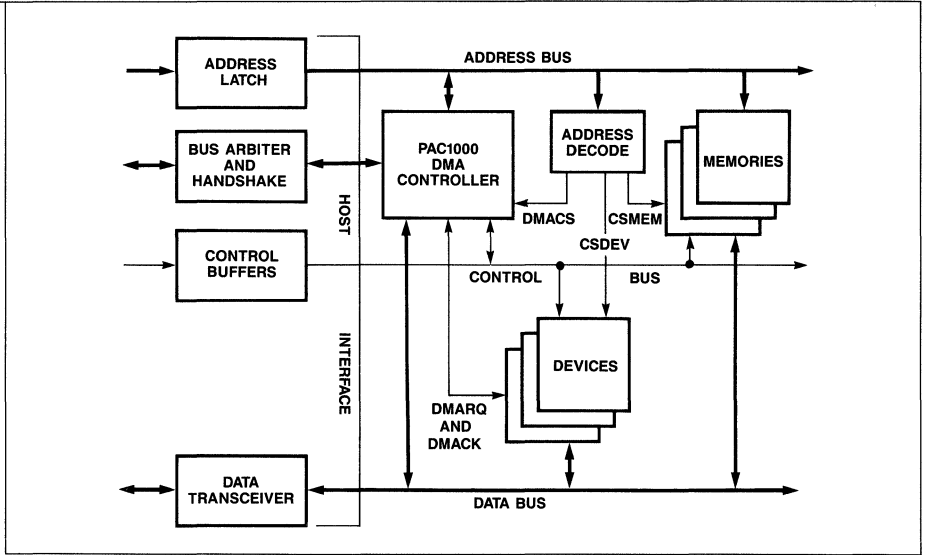 ADDRESS
LATCH
ADDRESS BUS
BUS ARBITER
AND
HANDSHAKE
PAC1000
DMA
CONTROLLER
ADDRESS
DECODE
MEMORIES
HOST
DMACS
CSMEM
CSDEV
CONTROL
BUFFERS
CONTROL
BUS
INTERFACE
DEVICES
DMARQ
AND
DMACK
DATA
TRANSCEIVER
DATA BUS